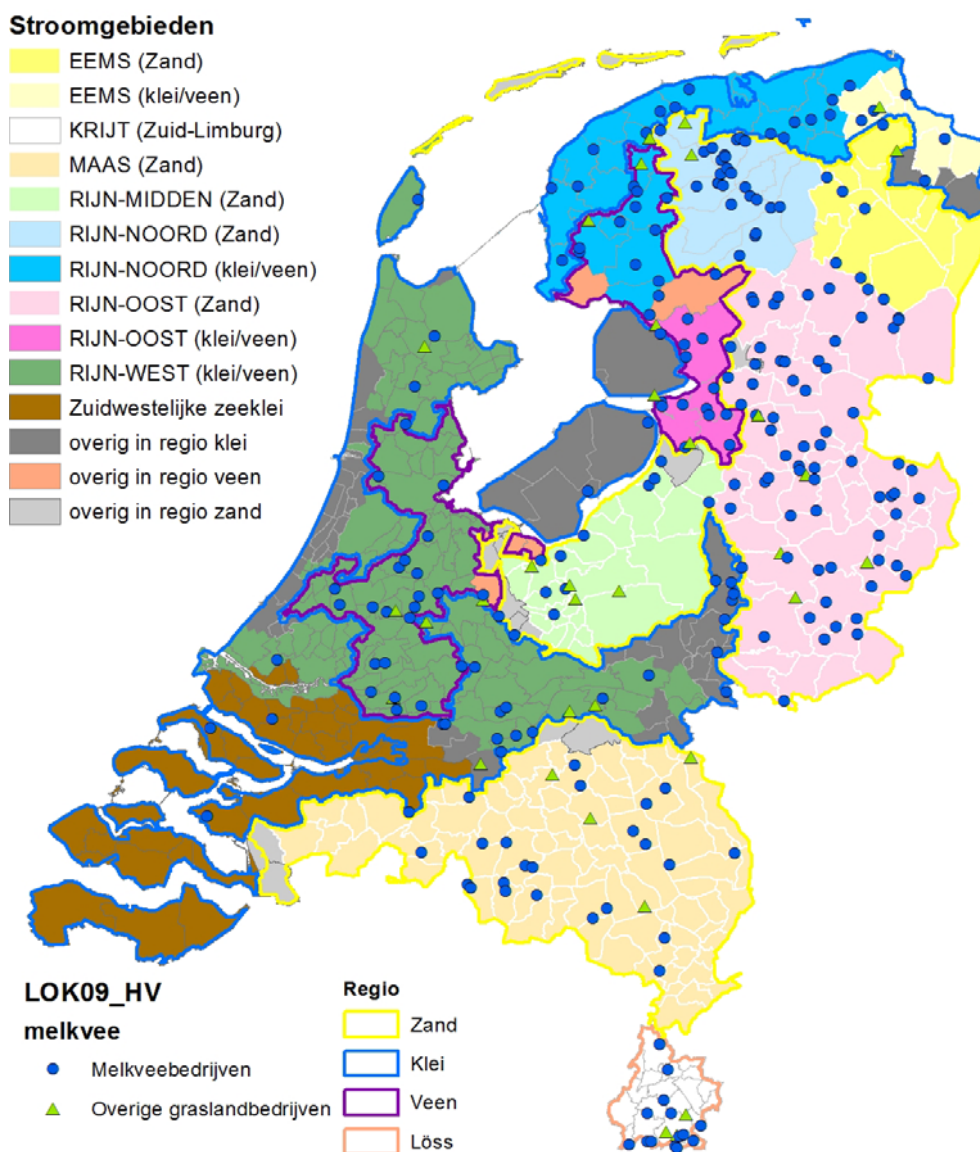 Stroomgebieden
EEMS (Zand)
EEMS (klei/veen)
KRIJT (Zuid-Limburg)
MAAS (Zand)
RIJN-MIDDEN (Zand)
RIJN-NOORD (Zand)
RIJN-NOORD (klei/veen)
RIJN-OOST (Zand)
RIJN-OOST (klei/veen)
RIJN-WEST (klei/veen)
Zuidwestelijke zeeklei
overig in regio klei
overig in regio veen
overig in regio zand
LOK09_HV
melkvee
Melkveebedrijven
Overige graslandbedrijven
Regio
Zand
Klei
Veen
Löss